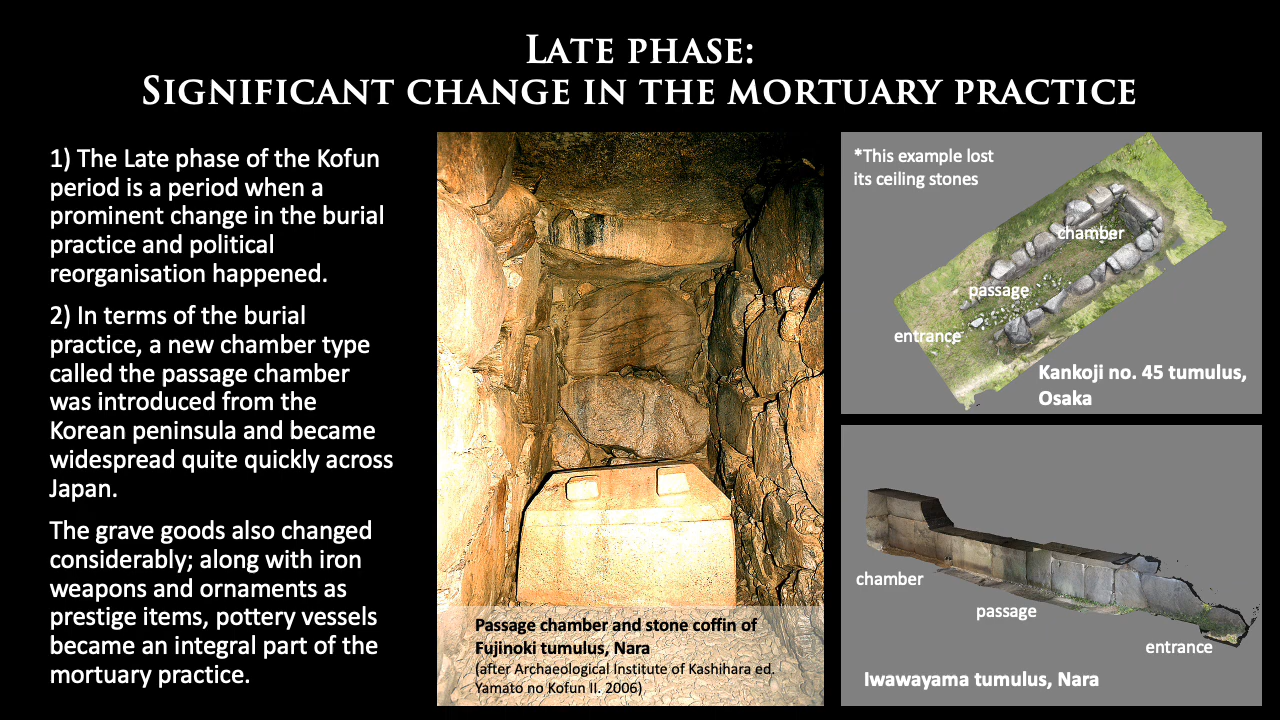 LATE PHASE:
SIGNIFICANT CHANGE IN THE MORTUARY PRACTICE
1) The Late phase of the Kofun
period is a period when a
prominent change in the burial
practice and political
reorganisation happened.
2) In terms of the burial
practice, a new chamber type
called the passage chamber
was introduced from the
Korean peninsula and became
widespread quite quickly across
Japan.
The grave goods also changed
considerably; along with iron
weapons and ornaments as
prestige items, pottery vessels
became an integral part of the
mortuary practice.
Passage chamber and stone coffin of
Fujinoki tumulus, Nara
(after Archaeological Institute of Kashihara ed.
Yamato no Kofun II. 2006)
*This example lost
its ceiling stones
chamber
passage
entrance
Kankoji no. 45 tumulus,
Osaka
chamber
passage
entrance
Iwawayama tumulus, Nara